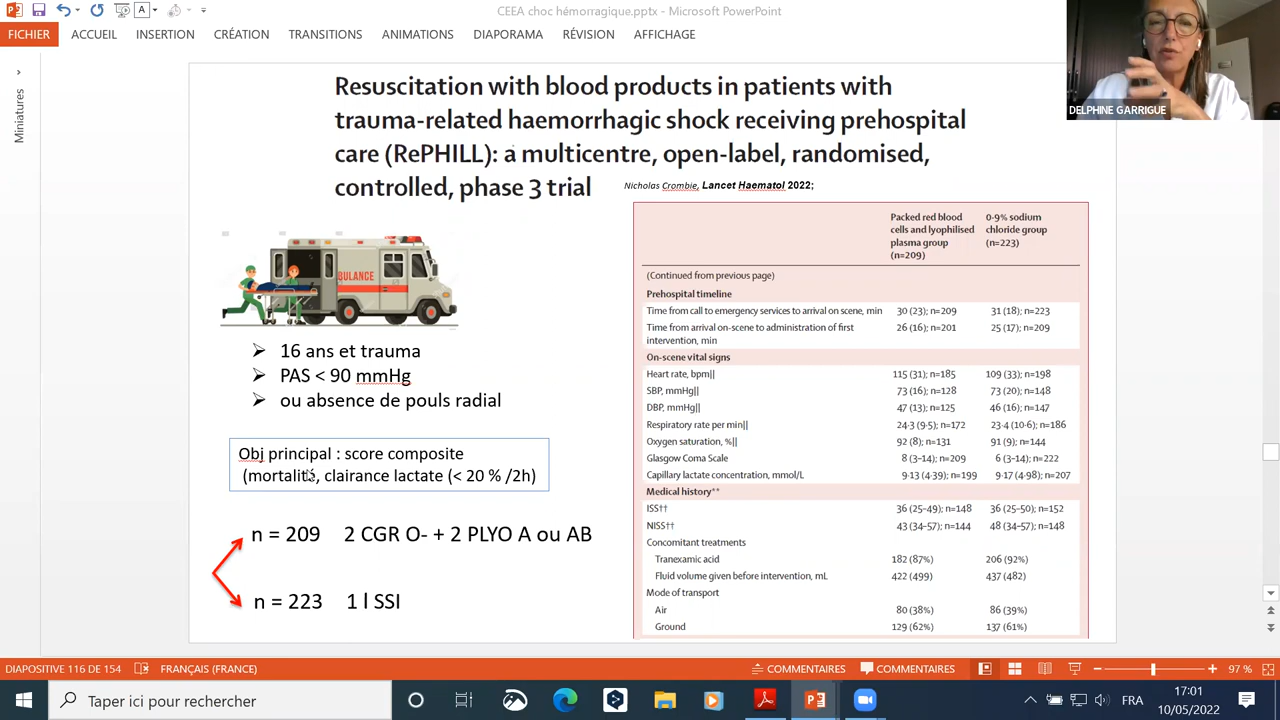 CEEA choc hémorragique.pptx - Microsoft PowerPoint
FICHIER ACCUEIL INSERTION CRÉATION TRANSITIONS ANIMATIONS DIAPORAMA RÉVISION AFFICHAGE
DELPHINE GARRIGUE
Miniatures
Resuscitation with blood products in patients with
trauma-related haemorrhagic shock receiving prehospital
care (RePHILL): a multicentre, open-label, randomised,
controlled, phase 3 trial
Nicholas Crombie, Lancet Haematol 2022;
BULANCE
16 ans et trauma
PAS < 90 mmHg
ou absence de pouls radial
Obj principal : score composite
(mortalité, clairance lactate (< 20 % /2h)
n = 209 2 CGR O- + 2 PLYO A ou AB
n = 223 1 l SSI
Packed red blood cells and lyophilised plasma group (n=209)
0·9% sodium chloride group (n=223)
(Continued from previous page)
Prehospital timeline
Time from call to emergency services to arrival on scene, min 30 (23); n=209 31 (18); n=223
Time from arrival on-scene to administration of first 26 (16); n=201 25 (17); n=209
intervention, min
On-scene vital signs
Heart rate, bpm|| 115 (31); n=185 109 (33); n=198
SBP, mmHg|| 73 (16); n=128 73 (20); n=148
DBP, mmHg|| 47 (13); n=125 46 (16); n=147
Respiratory rate per min|| 24·3 (9·5); n=172 23·4 (10·6); n=186
Oxygen saturation, %|| 92 (8); n=131 91 (9); n=144
Glasgow Coma Scale 8 (3–14); n=209 6 (3–14); n=222
Capillary lactate concentration, mmol/L 9·13 (4·39); n=199 9·17 (4·98); n=207
Medical history**
ISS†† 36 (25–49); n=148 36 (25–50); n=152
NISS†† 43 (34–57); n=144 48 (34–57); n=148
Concomitant treatments
Tranexamic acid 182 (87%) 206 (92%)
Fluid volume given before intervention, mL 422 (499) 437 (482)
Mode of transport
Air 80 (38%) 86 (39%)
Ground 129 (62%) 137 (61%)
DIAPOSITIVE 116 DE 154 FRANÇAIS (FRANCE) COMMENTAIRES COMMENTAIRES 97 %
Taper ici pour rechercher
FRA
17:01
10/05/2022